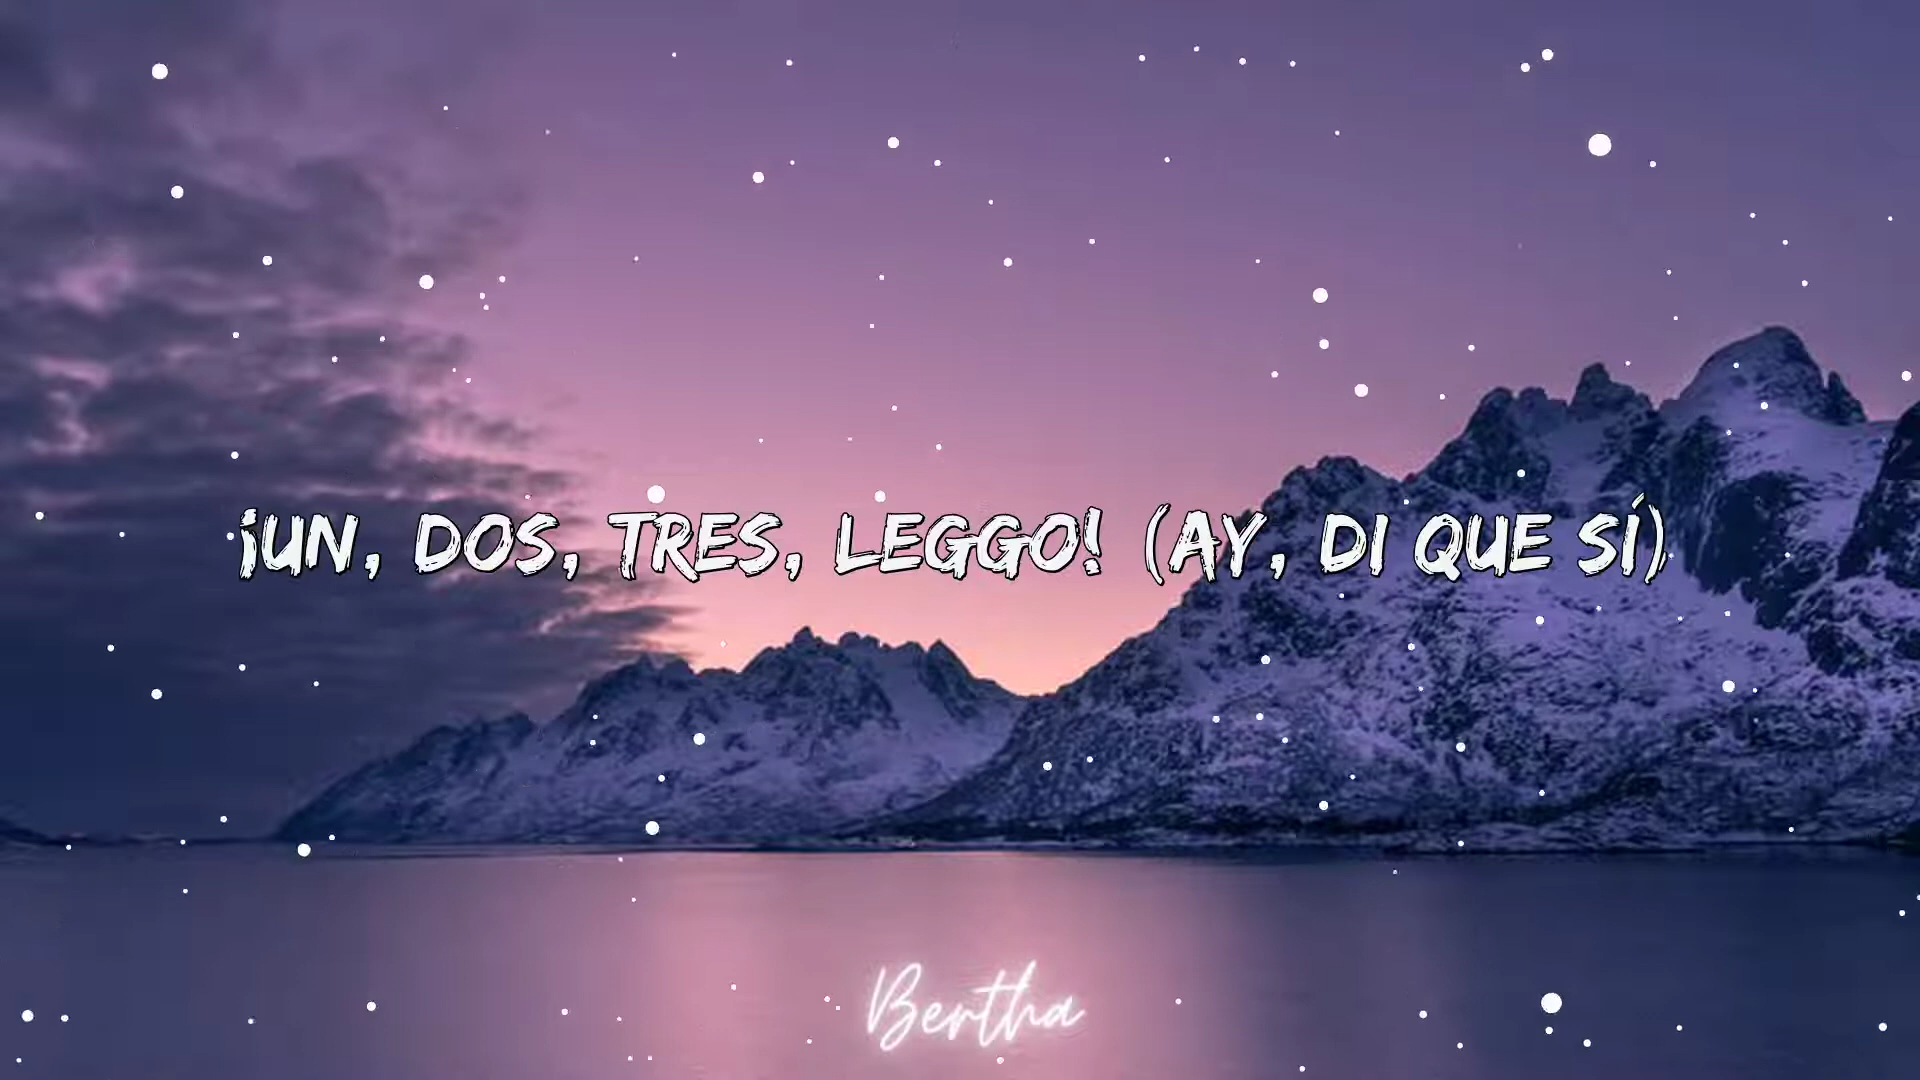 ¡UN, DOS, TRES, LEGGO! (AY, DI QUE SÍ)
Bertha